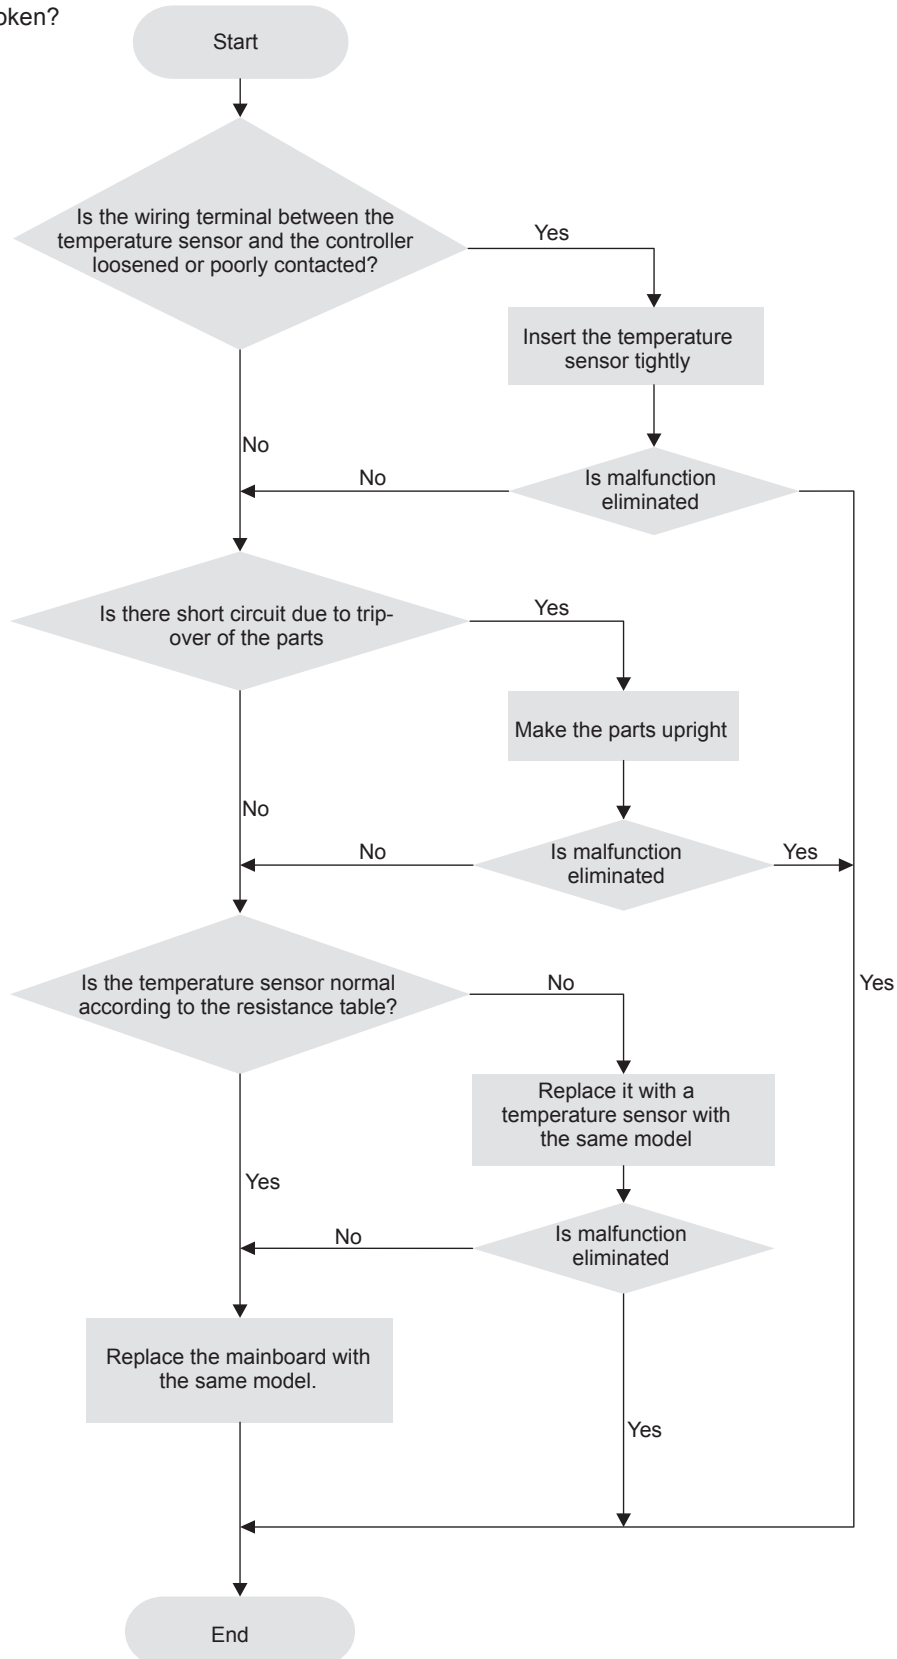 oken?
Start
Is the wiring terminal between the
temperature sensor and the controller
loosened or poorly contacted?
Yes
Insert the temperature
sensor tightly
No
No
Is malfunction
eliminated
Is there short circuit due to trip-
over of the parts
Yes
Make the parts upright
No
No
Is malfunction
eliminated
Yes
Is the temperature sensor normal
according to the resistance table?
No
Yes
Replace it with a
temperature sensor with
the same model
Yes
No
Is malfunction
eliminated
Replace the mainboard with
the same model.
Yes
End